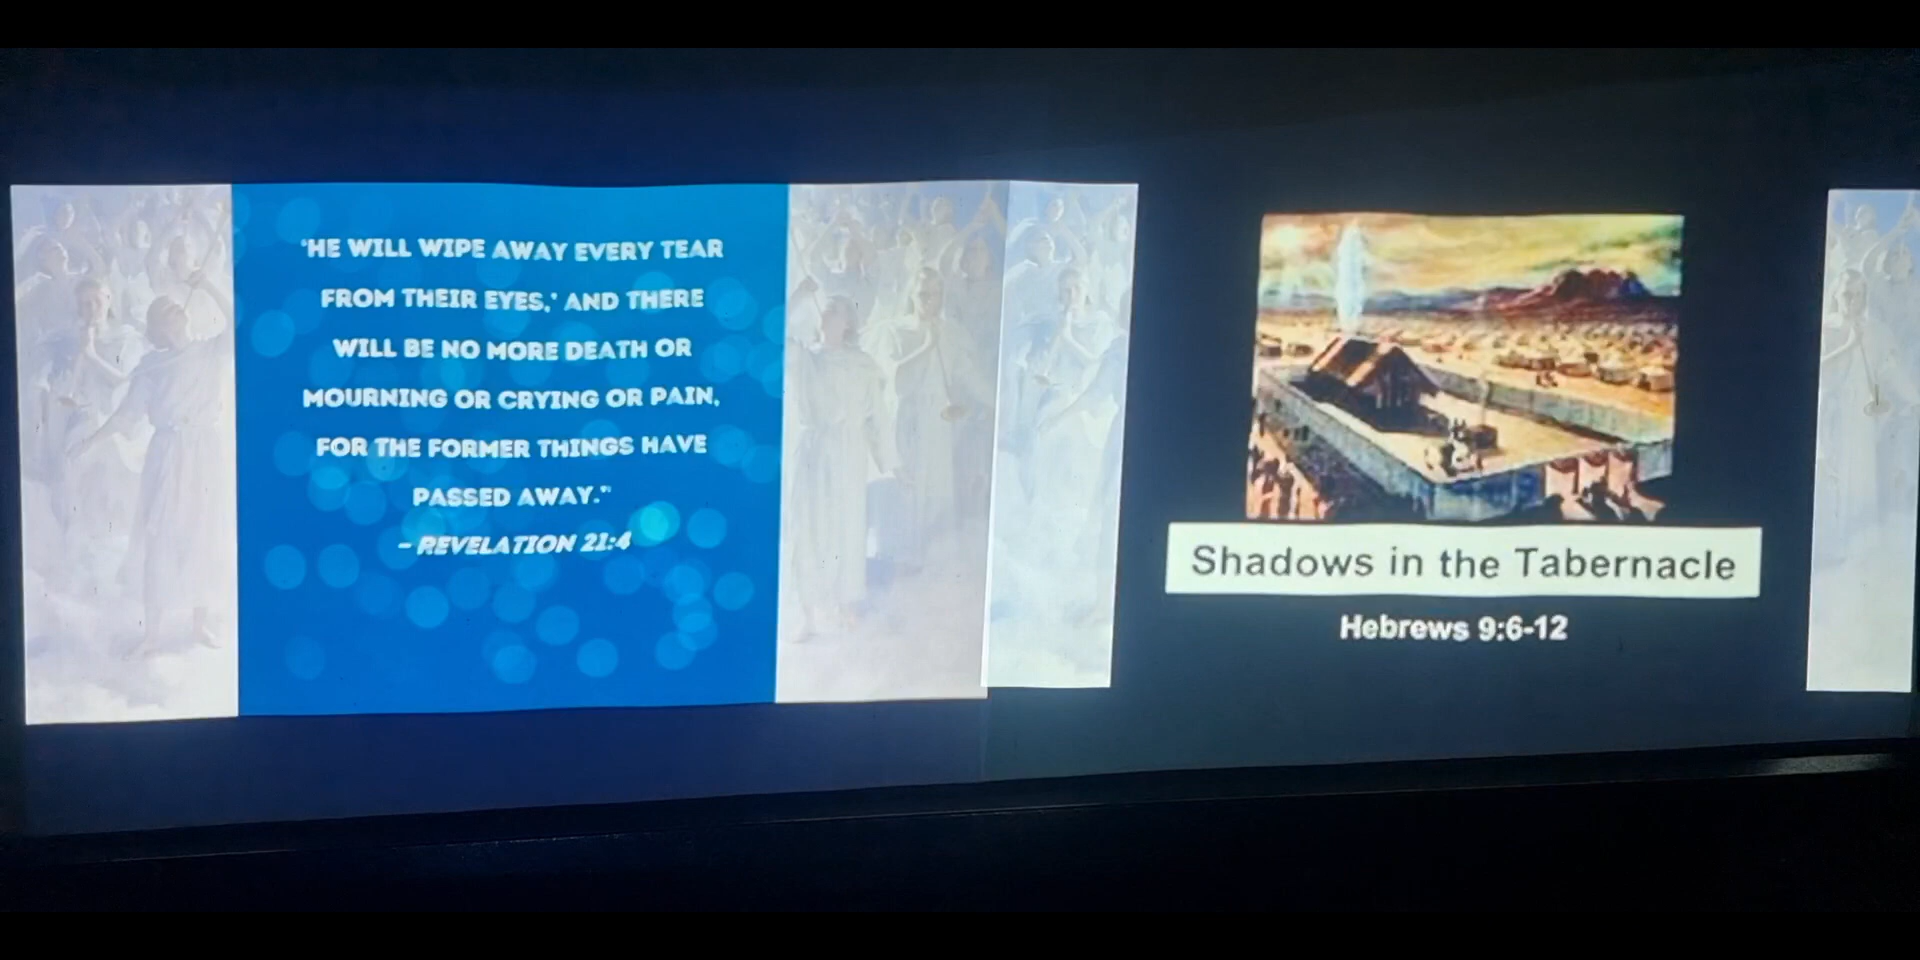 ‘HE WILL WIPE AWAY EVERY TEAR
FROM THEIR EYES,’ AND THERE
WILL BE NO MORE DEATH OR
MOURNING OR CRYING OR PAIN,
FOR THE FORMER THINGS HAVE
PASSED AWAY.”
– REVELATION 21:4
Shadows in the Tabernacle
Hebrews 9:6-12